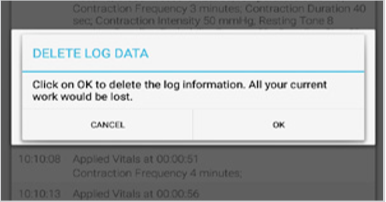 Contraction Frequency 3 minutes; Contraction Duration 40
sec; Contraction Intensity 50 mmHg, Resting Tone 8
DELETE LOG DATA
Click on OK to delete the log information. All your current
work would be lost.
CANCEL OK
10:10:08 Applied Vitals at 00:00:51
Contraction Frequency 4 minutes;
10:10:13 Applied Vitals at 00:00:56